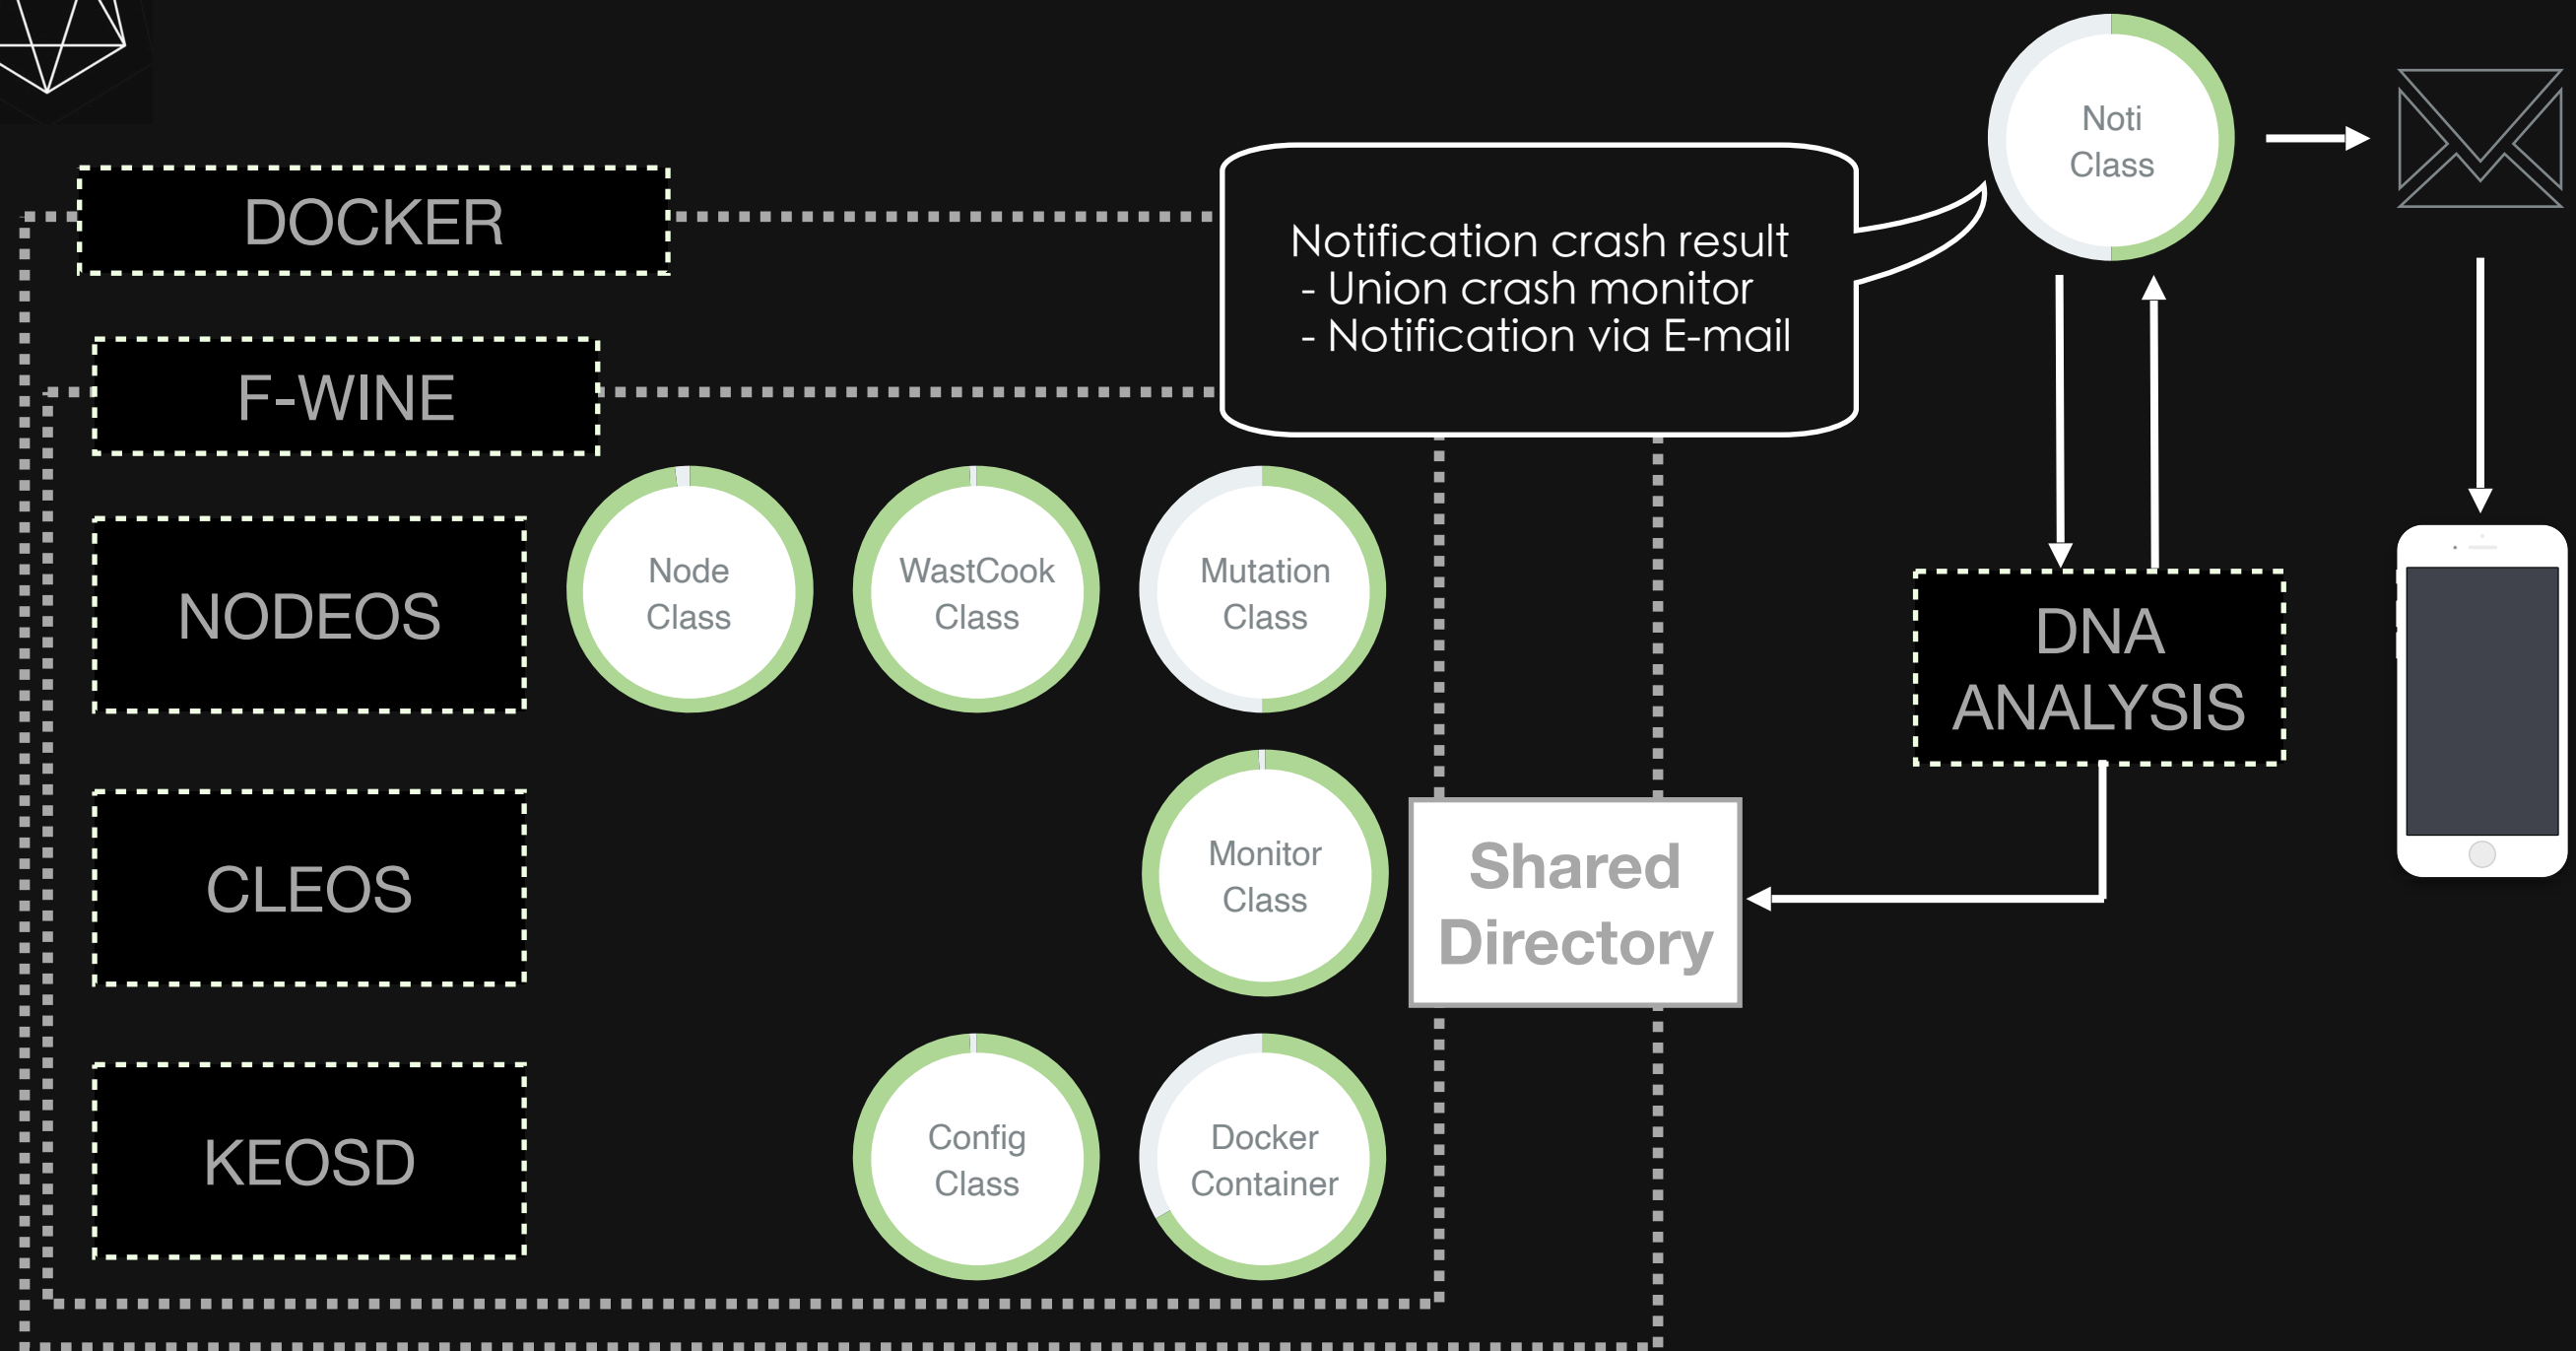 Noti
Class
DOCKER
Notification crash result
- Union crash monitor
- Notification via E-mail
F-WINE
NODEOS
Node
Class
WastCook
Class
Mutation
Class
DNA
ANALYSIS
CLEOS
Monitor
Class
Shared
Directory
KEOSD
Config
Class
Docker
Container